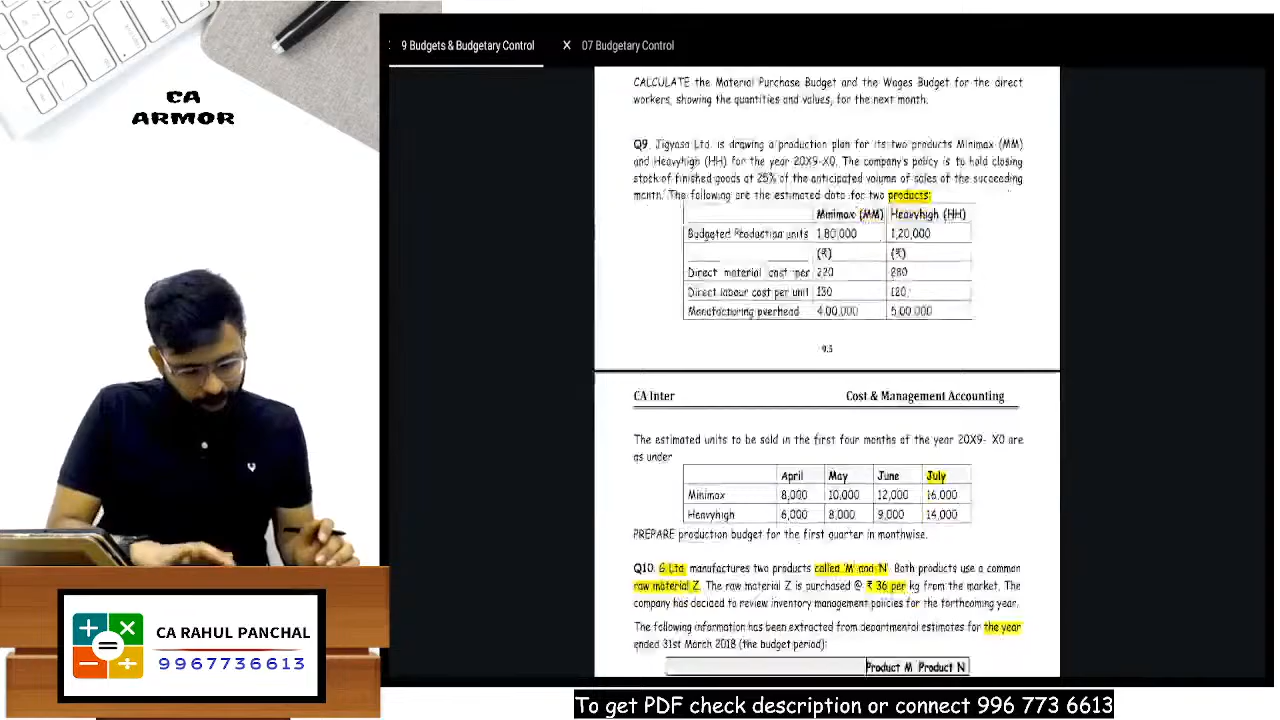 CA
ARMOR
9 Budgets & Budgetary Control
X 07 Budgetary Control
CALCULATE the Material Purchase Budget and the Wages Budget for the direct
workers, showing the quantities and values, for the next month.
Q9. Jigyasa Ltd. is drawing a production plan for its two products Minimax (MM)
and Heavyhigh (HH) for the year 20X9-X0. The company's policy is to hold closing
stock of finished goods at 25% of the anticipated volume of sales of the succeeding
month. The following are the estimated data for two products:
Minimax (MM) Heavyhigh (HH)
Budgeted Production units 1,80,000 1,20,000
(₹) (₹)
Direct material cost per 220 280
Direct labour cost per unit 130 120
Manufacturing overhead 4,00,000 5,00,000
9.5
CA Inter Cost & Management Accounting
The estimated units to be sold in the first four months of the year 20X9- X0 are
as under
April May June July
Minimax 8,000 10,000 12,000 16,000
Heavyhigh 6,000 8,000 9,000 14,000
PREPARE production budget for the first quarter in monthwise.
Q10. G Ltd. manufactures two products called 'M' and 'N'. Both products use a common
raw material Z. The raw material Z is purchased @ ₹ 36 per kg from the market. The
company has decided to review inventory management policies for the forthcoming year.
The following information has been extracted from departmental estimates for the year
ended 31st March 2018 (the budget period):
Product M Product N
CA RAHUL PANCHAL
9967736613
To get PDF check description or connect 996 773 6613